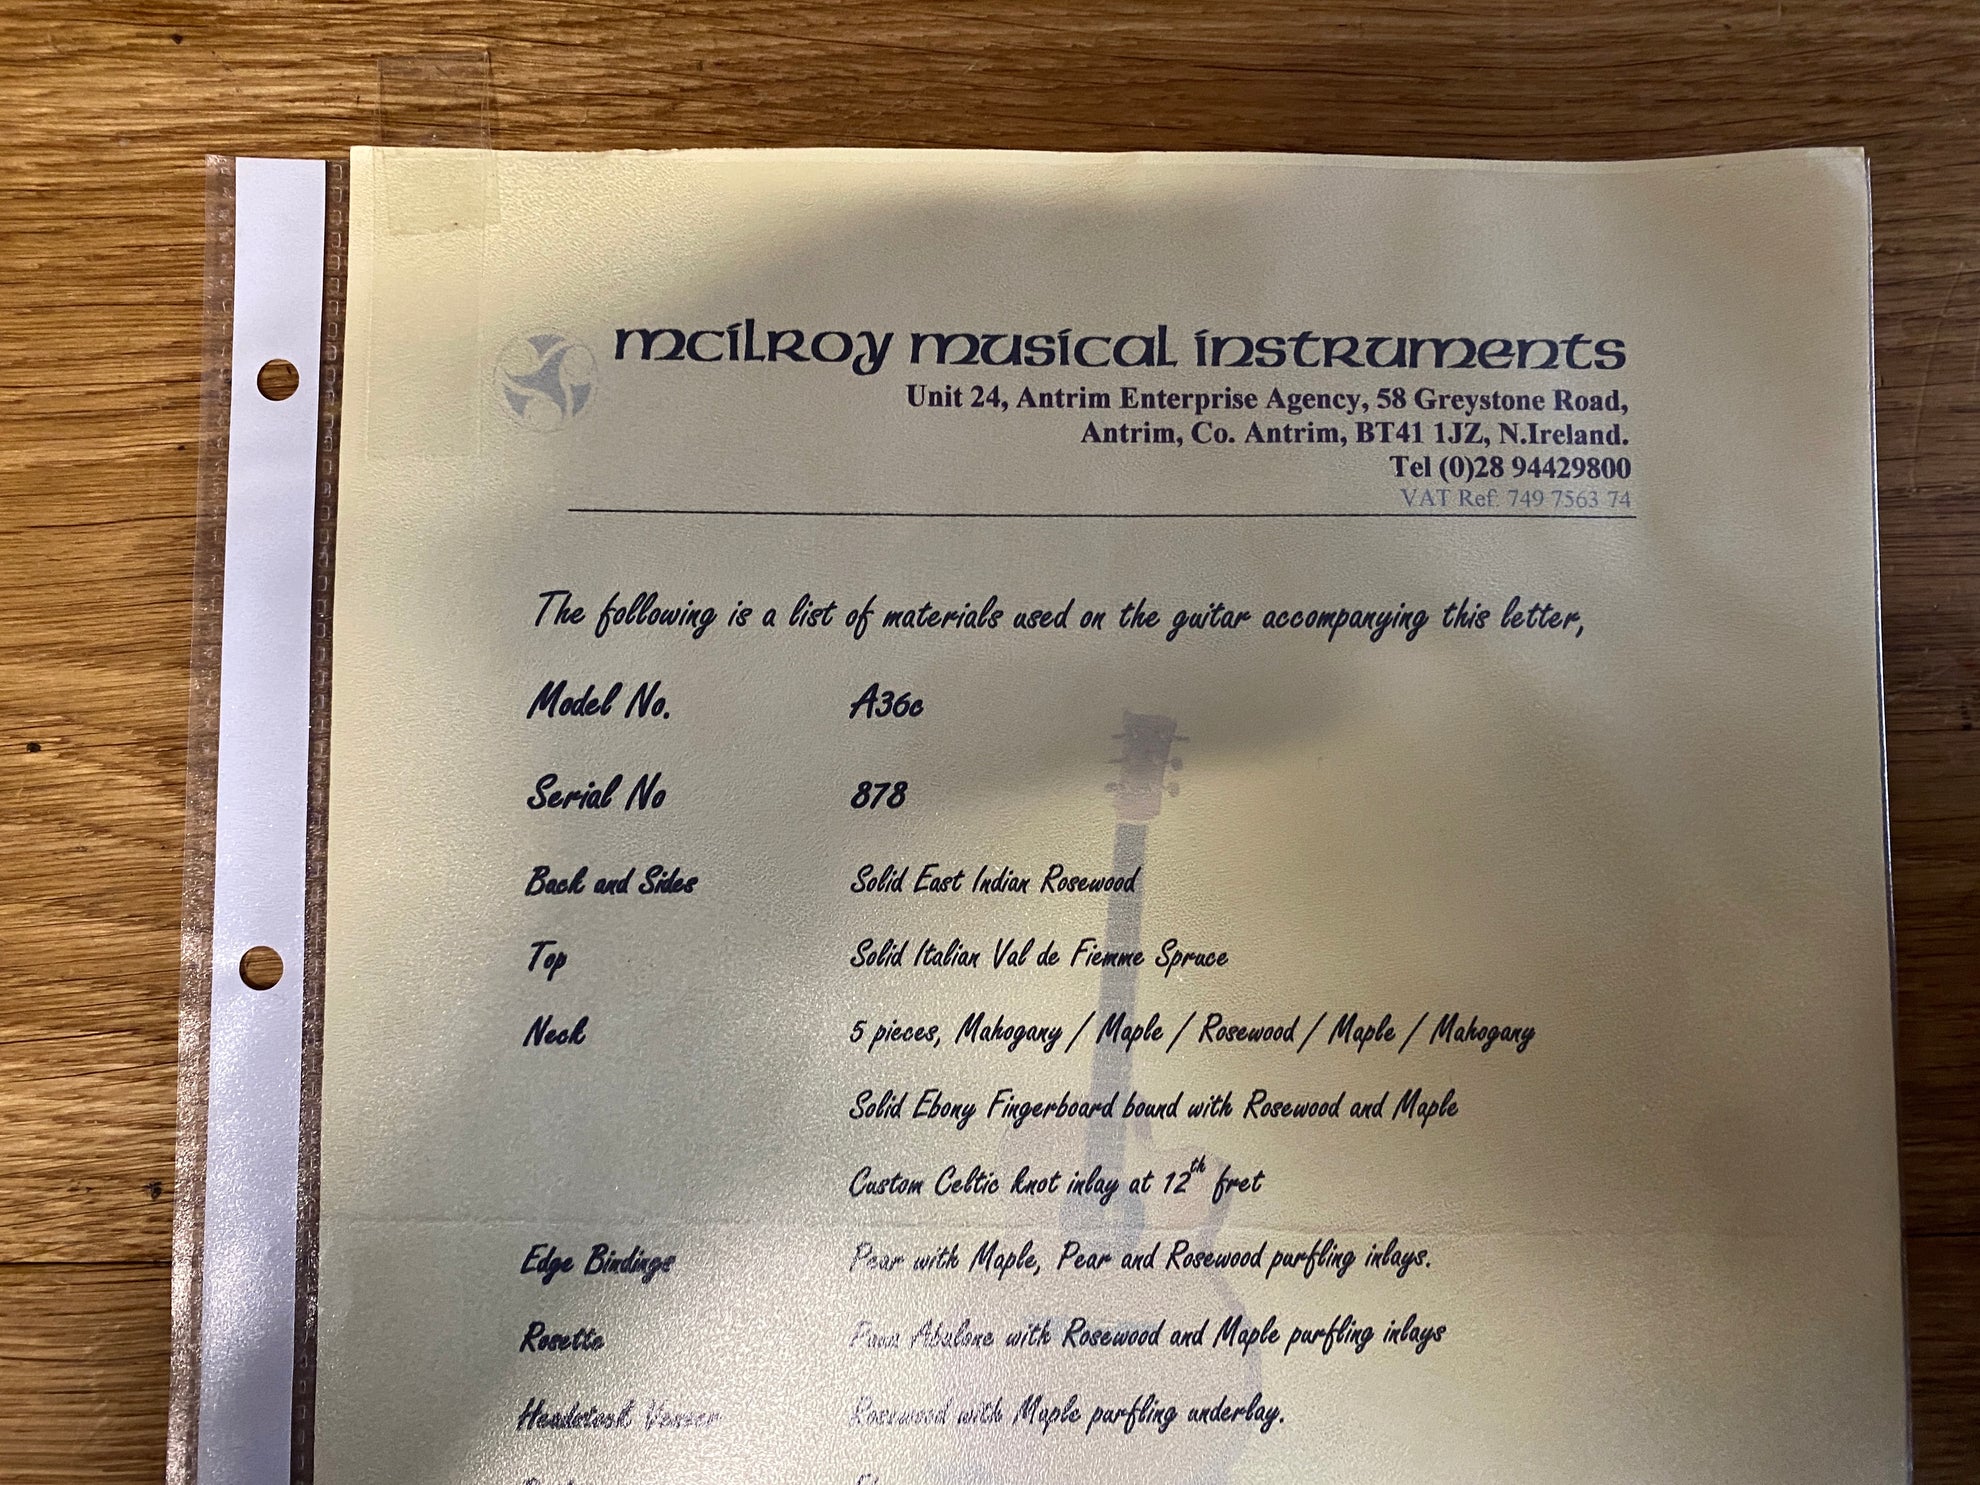 mcilroy musical instruments
Unit 24, Antrim Enterprise Agency, 58 Greystone Road,
Antrim, Co. Antrim, BT41 1JZ, N.Ireland.
Tel (0)28 94429800
VAT Ref: 749 7563 74
The following is a list of materials used on the guitar accompanying this letter,
Model No. A36c
Serial No 878
Back and Sides Solid East Indian Rosewood
Top Solid Italian Val de Fiemme Spruce
Neck 5 pieces, Mahogany / Maple / Rosewood / Maple / Mahogany
Solid Ebony Fingerboard bound with Rosewood and Maple
Custom Celtic knot inlay at 12th fret
Edge Bindings Pear with Maple, Pear and Rosewood purfling inlays.
Rosette Paua Abalone with Rosewood and Maple purfling inlays
Headstock Veneer Rosewood with Maple purfling underlay.